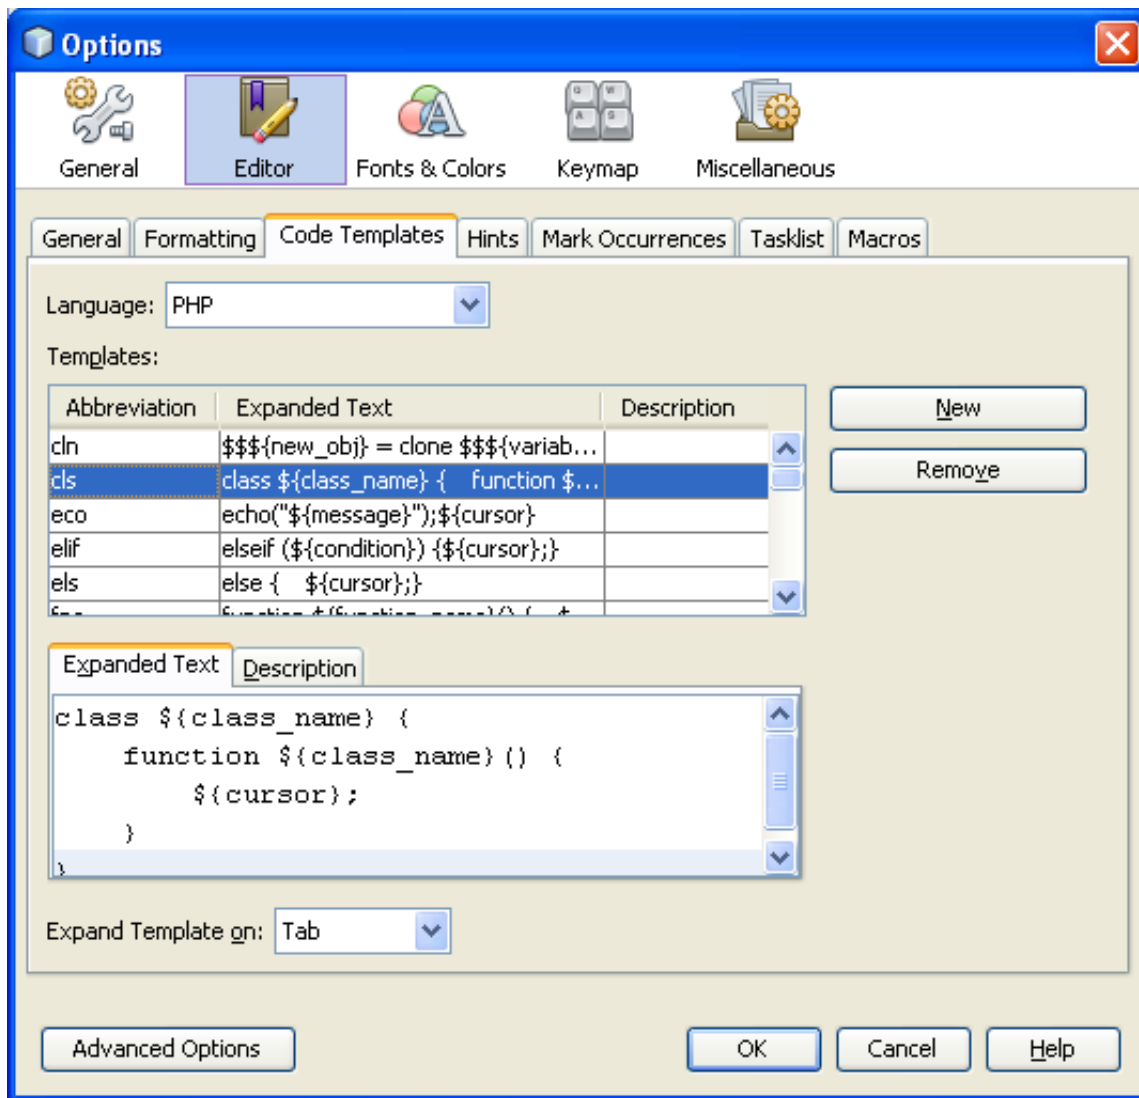 Options
General Editor Fonts & Colors Keymap Miscellaneous
General Formatting Code Templates Hints Mark Occurrences Tasklist Macros
Language: PHP
Templates:
Abbreviation Expanded Text Description
New
cln $$${new_obj} = clone $$${variab...
cls class ${class_name} {    function $...
Remove
eco echo("${message}");${cursor}
elif elseif (${condition}) {${cursor};}
els else {    ${cursor};}
function ${function_name}() {
Expanded Text Description
class ${class_name} {
    function ${class_name}() {
        ${cursor};
    }
}
Expand Template on: Tab
Advanced Options OK Cancel Help